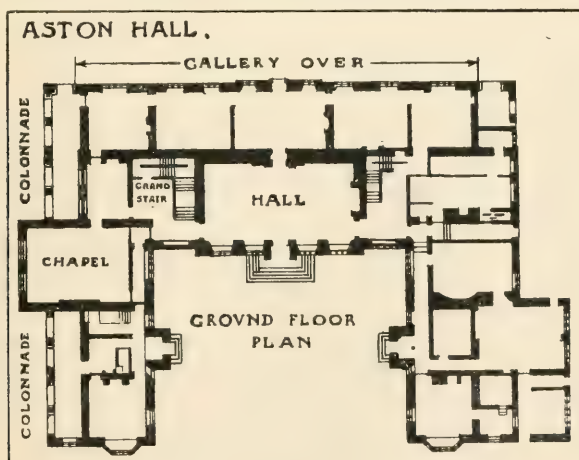 ASTON HALL.
GALLERY OVER
COLONNADE
GRAND
STAIR
HALL
CHAPEL
GROVND FLOOR
PLAN
COLONNADE